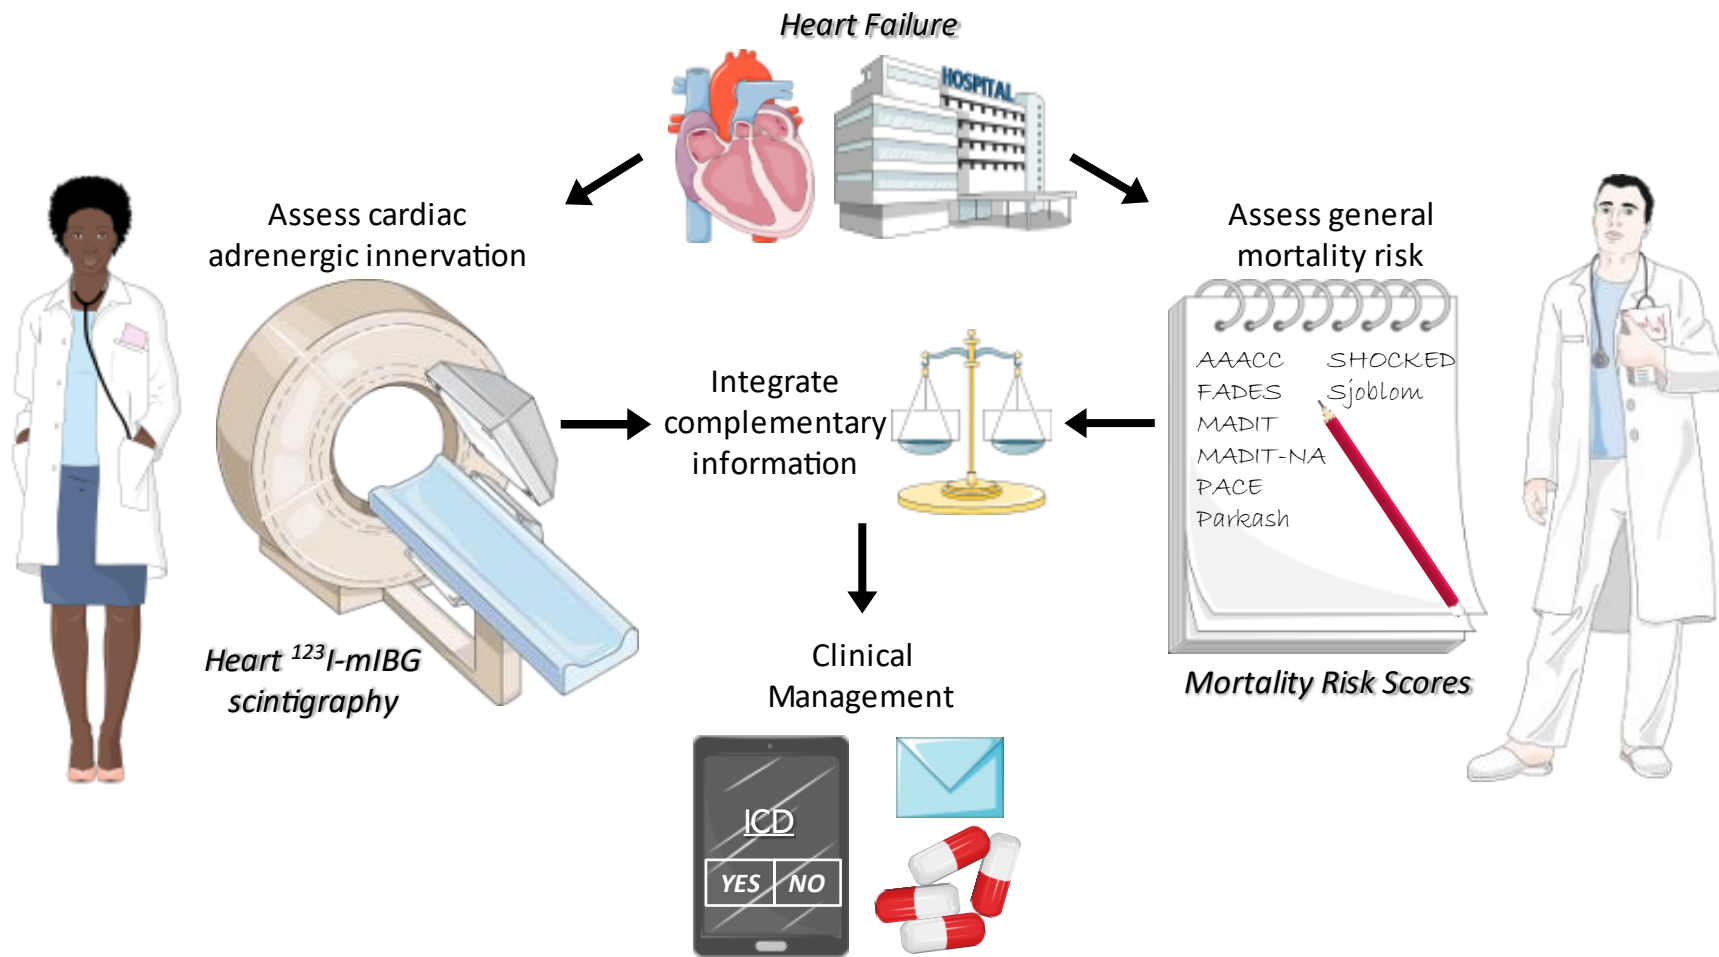 Heart Failure
HOSPITAL
Assess cardiac
adrenergic innervation
Assess general
mortality risk
AAACC SHOCKED
FADES Sjoblom
MADIT
MADIT-NA
PACE
Parkash
Integrate
complementary
information
Heart ¹²³I-mIBG
scintigraphy
Mortality Risk Scores
Clinical
Management
ICD
YES NO